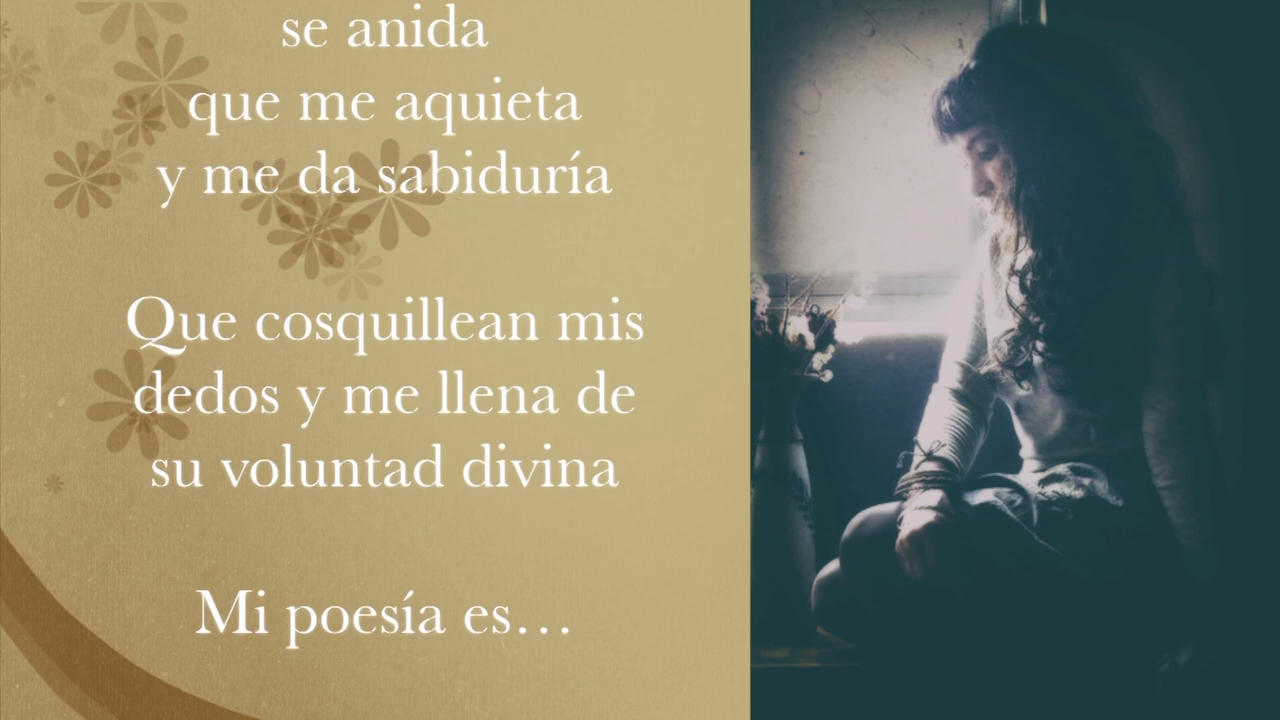 se anida
que me aquieta
y me da sabiduría
Que cosquillean mis
dedos y me llena de
su voluntad divina
Mi poesía es…